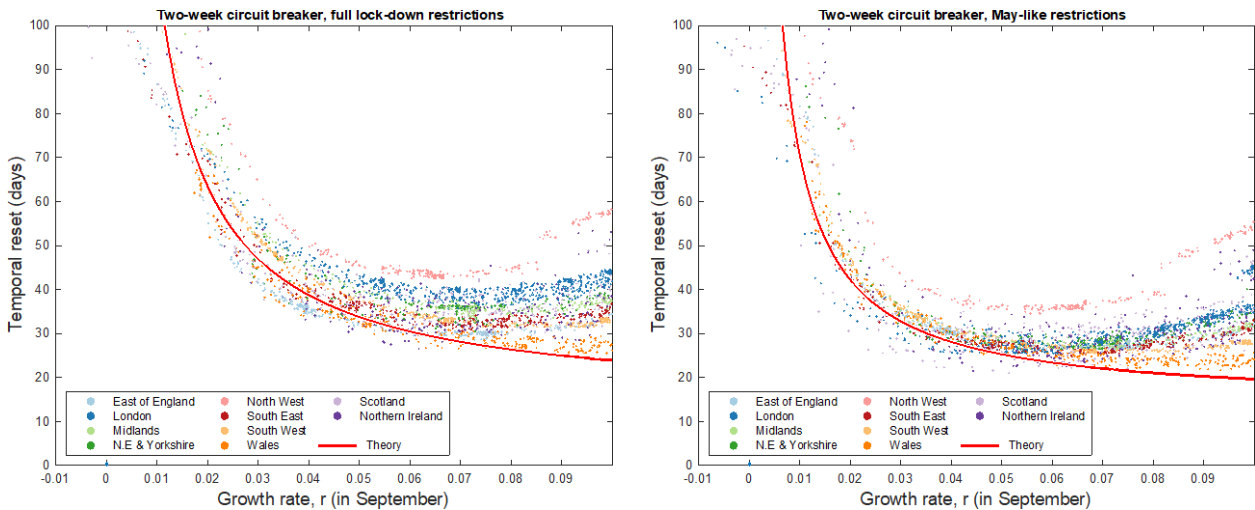 Two-week circuit breaker, full lock-down restrictions
Temporal reset (days)
100
90
80
70
60
50
40
30
20
10
0
East of England
London
Midlands
N.E & Yorkshire
North West
South East
South West
Wales
Scotland
Northern Ireland
Theory
-0.01 0 0.01 0.02 0.03 0.04 0.05 0.06 0.07 0.08 0.09
Growth rate, r (in September)
Two-week circuit breaker, May-like restrictions
Temporal reset (days)
100
90
80
70
60
50
40
30
20
10
0
East of England
London
Midlands
N.E & Yorkshire
North West
South East
South West
Wales
Scotland
Northern Ireland
Theory
-0.01 0 0.01 0.02 0.03 0.04 0.05 0.06 0.07 0.08 0.09
Growth rate, r (in September)